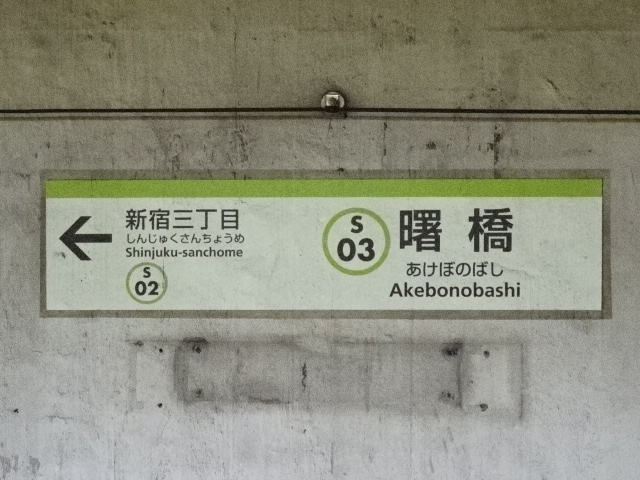 新宿三丁目
しんじゅくさんちょうめ
Shinjuku-sanchome
S
02
S
03
曙橋
あけぼのばし
Akebonobashi